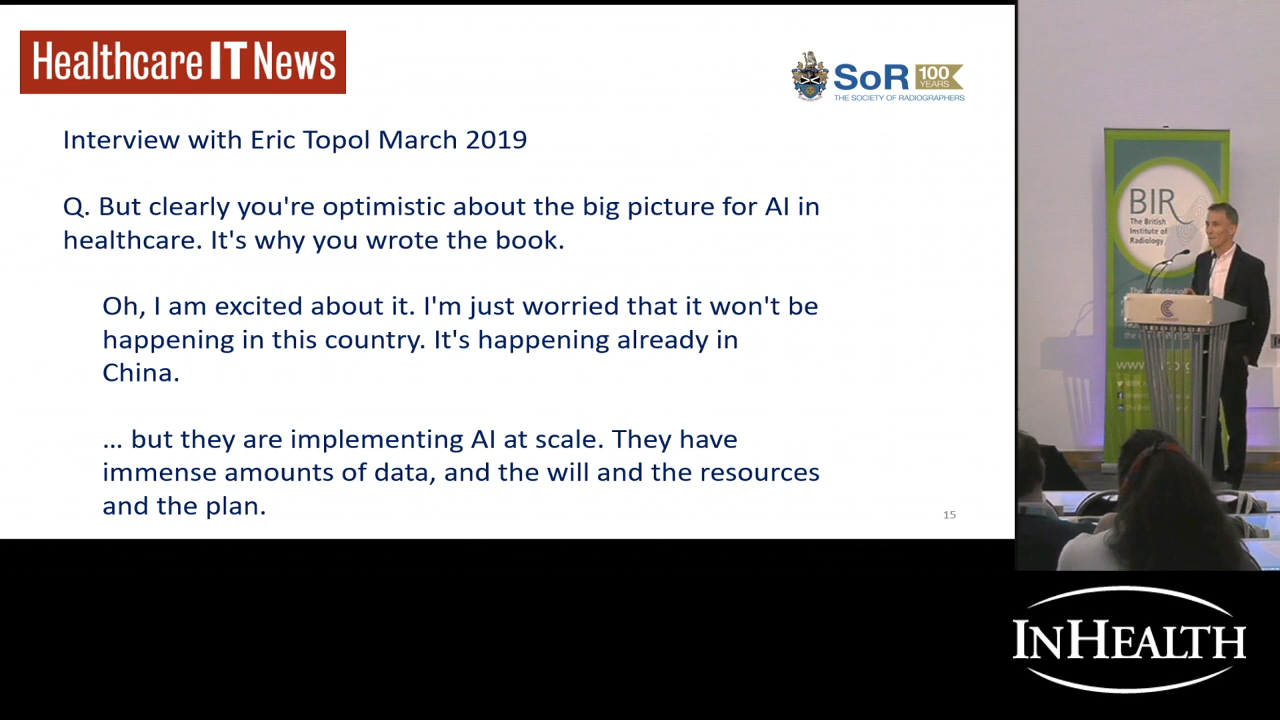 Healthcare IT News
SoR 100 YEARS
THE SOCIETY OF RADIOGRAPHERS
Interview with Eric Topol March 2019
Q. But clearly you're optimistic about the big picture for AI in
healthcare. It's why you wrote the book.
Oh, I am excited about it. I'm just worried that it won't be
happening in this country. It's happening already in
China.
... but they are implementing AI at scale. They have
immense amounts of data, and the will and the resources
and the plan.
15
BIR
The British
Institute of
Radiology
INHEALTH